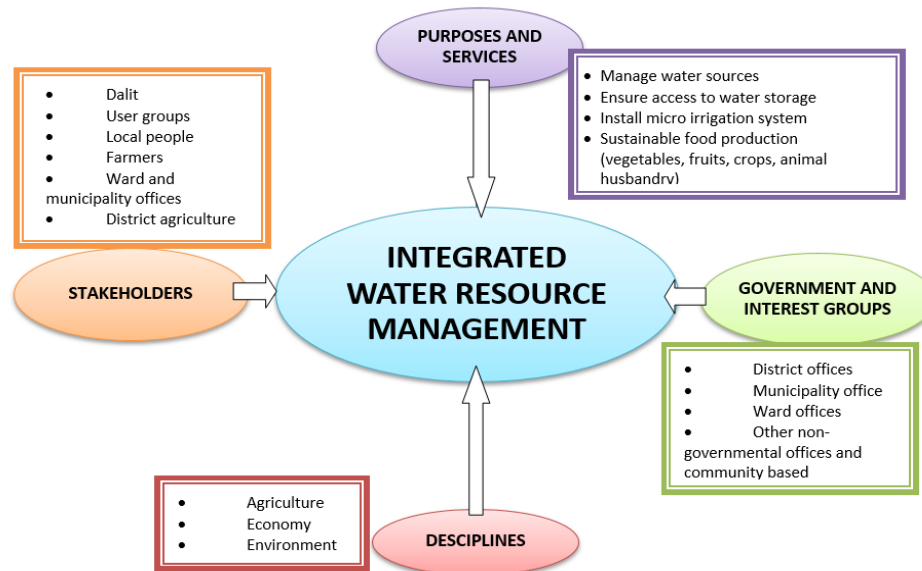 PURPOSES AND
SERVICES
• Manage water sources
• Ensure access to water storage
• Install micro irrigation system
• Sustainable food production
(vegetables, fruits, crops, animal
husbandry)
• Dalit
• User groups
• Local people
• Farmers
• Ward and
municipality offices
• District agriculture
STAKEHOLDERS
INTEGRATED
WATER RESOURCE
MANAGEMENT
GOVERNMENT AND
INTEREST GROUPS
• District offices
• Municipality office
• Ward offices
• Other non-
governmental offices and
community based
• Agriculture
• Economy
• Environment
DESCIPLINES